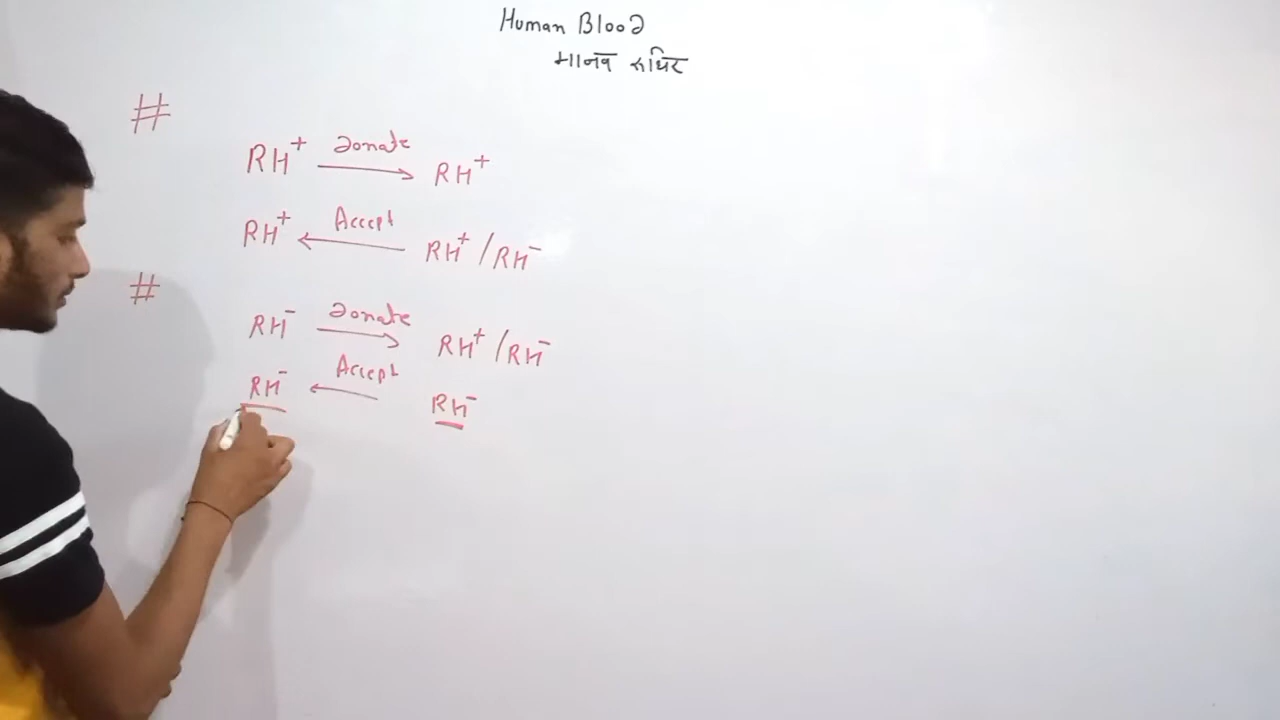 Human Blood
मानव रूधिर
#
RH+ Donate → RH+
RH+ ← Accept RH+ / RH-
#
RH- Donate → RH+ / RH-
RH- ← Accept RH-